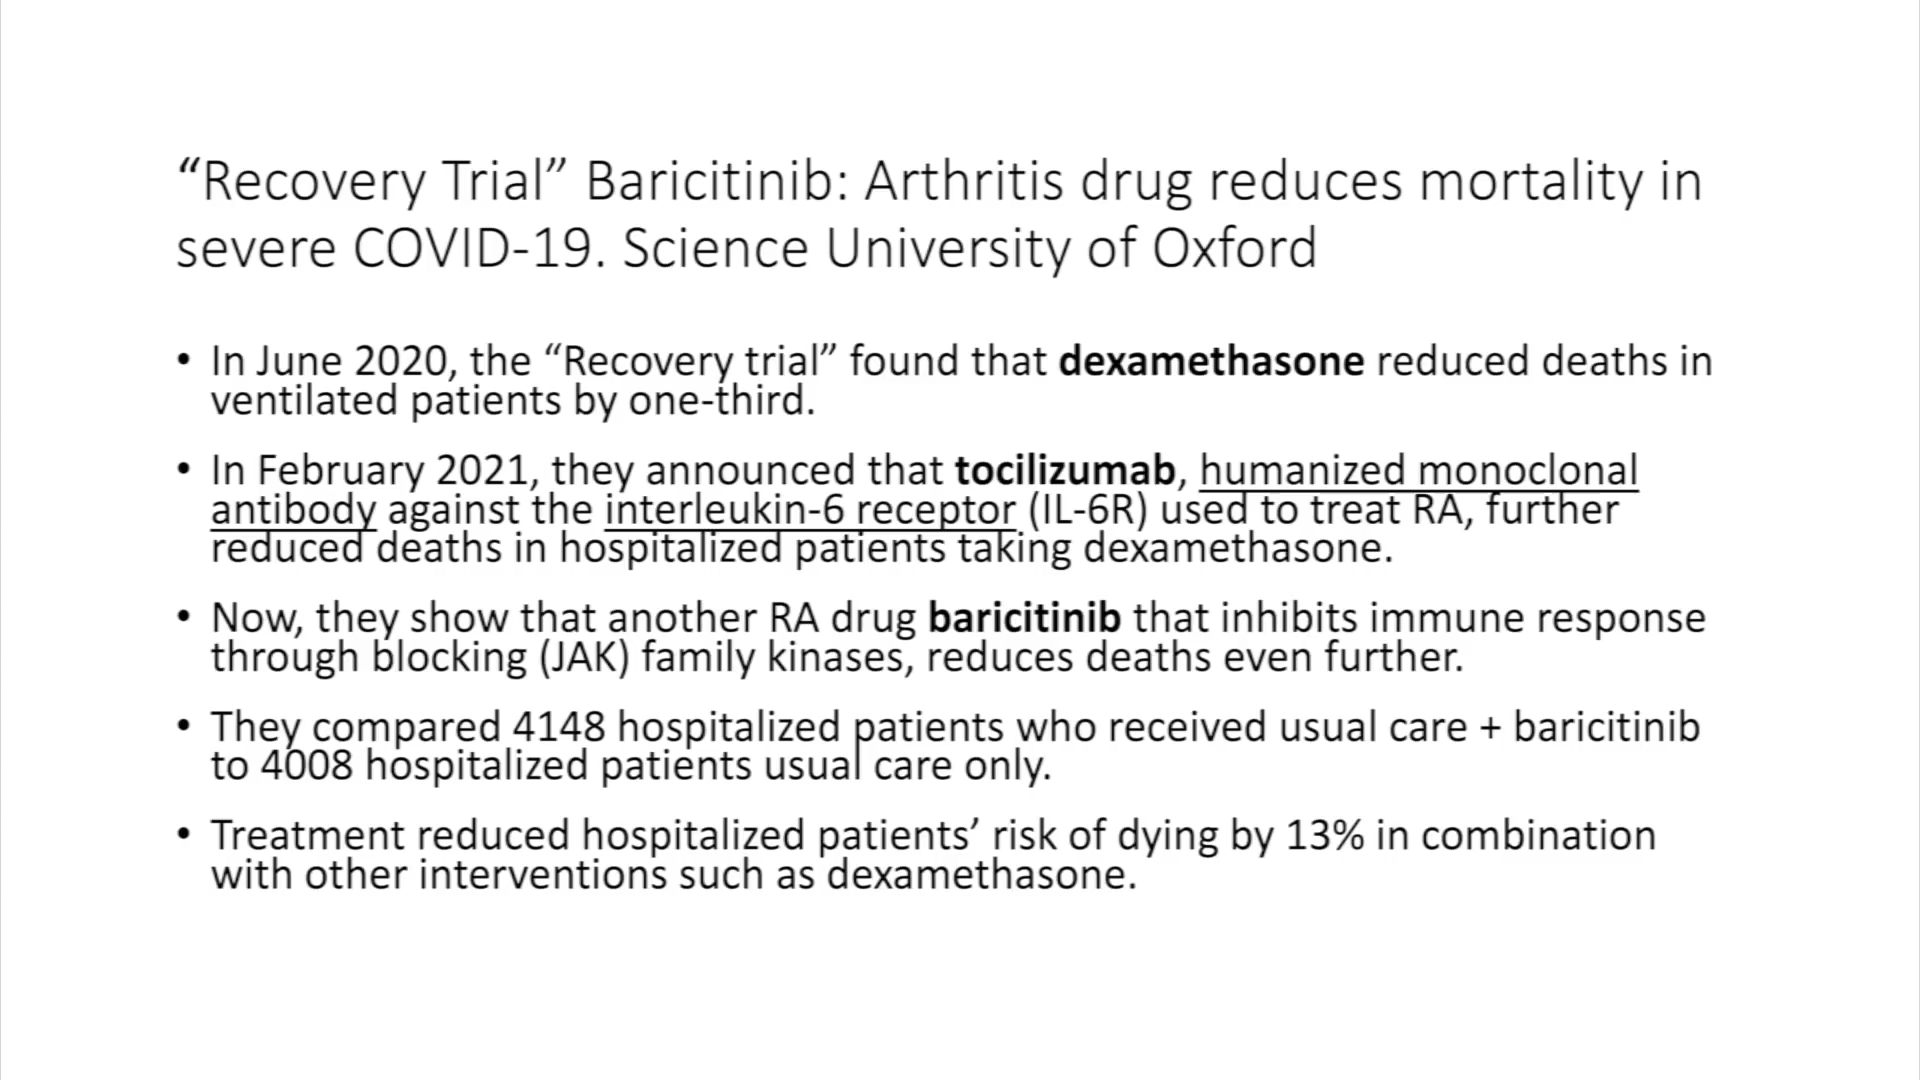 “Recovery Trial” Baricitinib: Arthritis drug reduces mortality in
severe COVID-19. Science University of Oxford
• In June 2020, the “Recovery trial” found that dexamethasone reduced deaths in
ventilated patients by one-third.
• In February 2021, they announced that tocilizumab, humanized monoclonal
antibody against the interleukin-6 receptor (IL-6R) used to treat RA, further
reduced deaths in hospitalized patients taking dexamethasone.
• Now, they show that another RA drug baricitinib that inhibits immune response
through blocking (JAK) family kinases, reduces deaths even further.
• They compared 4148 hospitalized patients who received usual care + baricitinib
to 4008 hospitalized patients usual care only.
• Treatment reduced hospitalized patients’ risk of dying by 13% in combination
with other interventions such as dexamethasone.